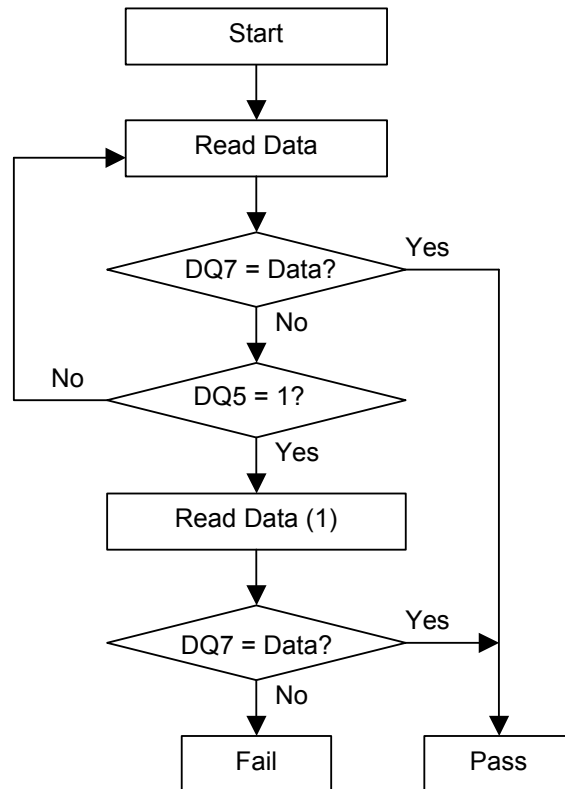 Start
Read Data
DQ7 = Data?
Yes
No
DQ5 = 1?
No
Yes
Read Data (1)
DQ7 = Data?
Yes
No
Fail
Pass